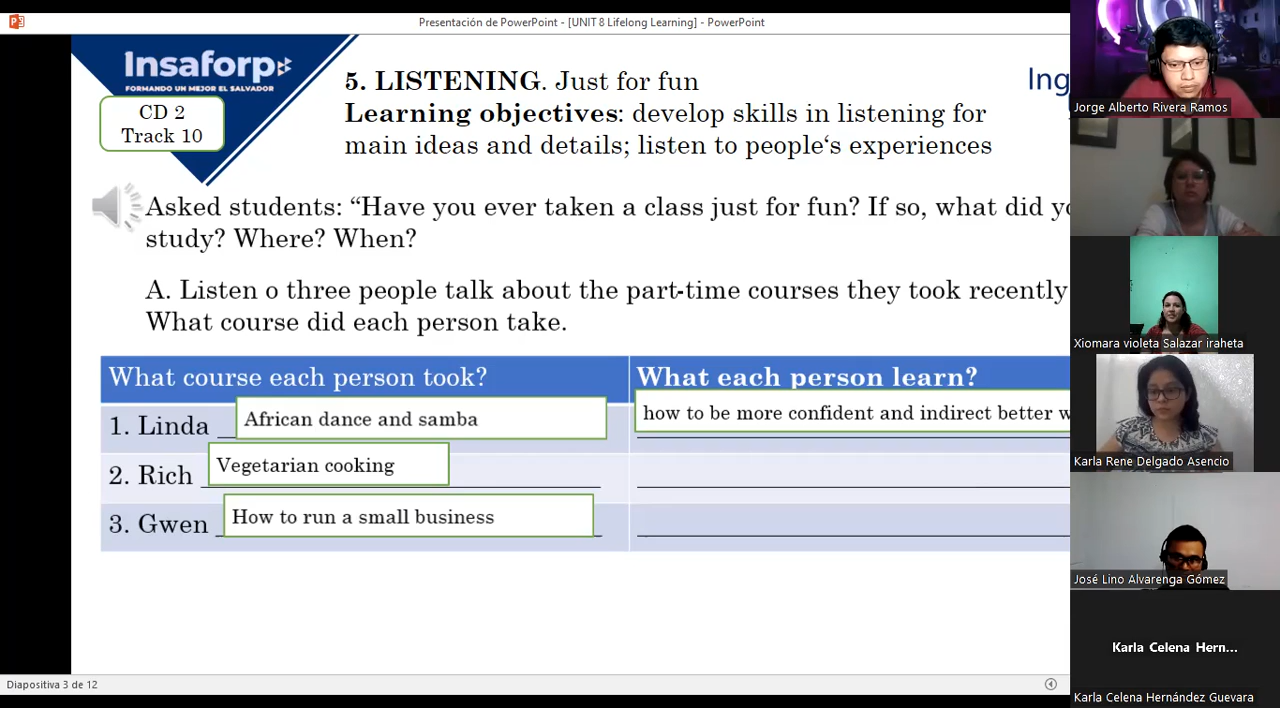 Presentación de PowerPoint - [UNIT 8 Lifelong Learning] - PowerPoint
Insaforp
FORMANDO UN MEJOR EL SALVADOR
CD 2
Track 10
5. LISTENING. Just for fun
Learning objectives: develop skills in listening for
main ideas and details; listen to people‘s experiences
Ing
Asked students: “Have you ever taken a class just for fun? If so, what did yo
study? Where? When?
A. Listen o three people talk about the part-time courses they took recently
What course did each person take.
What course each person took?
What each person learn?
1. Linda African dance and samba
how to be more confident and indirect better w
2. Rich Vegetarian cooking
3. Gwen How to run a small business
Diapositiva 3 de 12
Jorge Alberto Rivera Ramos
Xiomara violeta Salazar iraheta
Karla Rene Delgado Asencio
José Lino Alvarenga Gómez
Karla Celena Hern...
Karla Celena Hernández Guevara